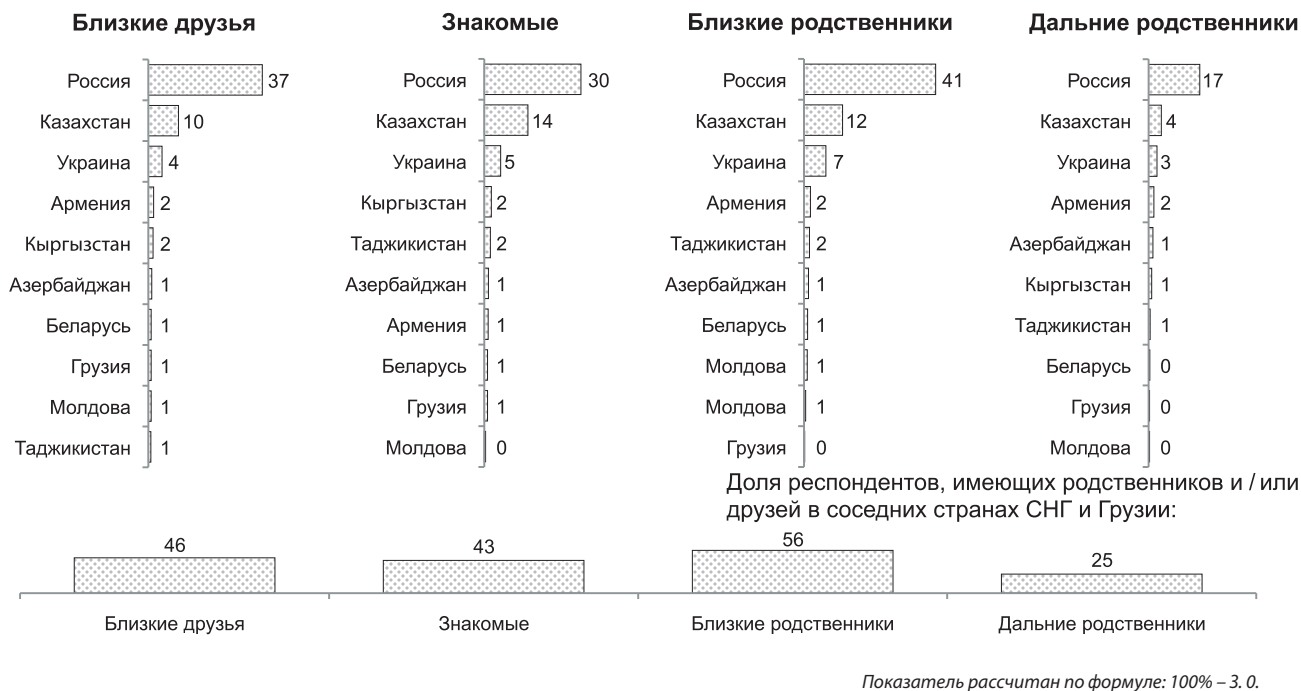 Близкие друзья
Россия 37
Казахстан 10
Украина 4
Армения 2
Кыргызстан 2
Азербайджан 1
Беларусь 1
Грузия 1
Молдова 1
Таджикистан 1
Знакомые
Россия 30
Казахстан 14
Украина 5
Кыргызстан 2
Таджикистан 2
Азербайджан 1
Армения 1
Беларусь 1
Грузия 1
Молдова 0
Близкие родственники
Россия 41
Казахстан 12
Украина 7
Армения 2
Таджикистан 2
Азербайджан 1
Беларусь 1
Молдова 1
Молдова 1
Грузия 0
Дальние родственники
Россия 17
Казахстан 4
Украина 3
Армения 2
Азербайджан 1
Кыргызстан 1
Таджикистан 1
Беларусь 0
Грузия 0
Молдова 0
Доля респондентов, имеющих родственников и / или
друзей в соседних странах СНГ и Грузии:
46 43 56 25
Близкие друзья Знакомые Близкие родственники Дальние родственники
Показатель рассчитан по формуле: 100% – 3. 0.